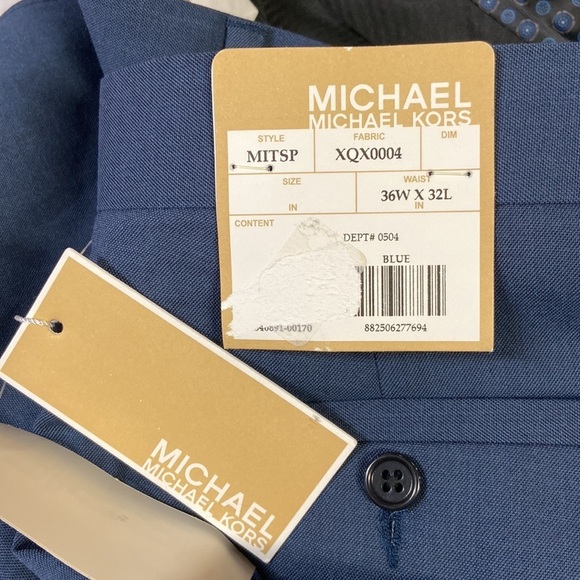 MICHAEL
MICHAEL KORS
STYLE FABRIC DIM
MITSP XQX0004
SIZE WAIST
36W X 32L
IN IN
CONTENT
DEPT# 0504
BLUE
882506277694
MICHAEL
MICHAEL KORS